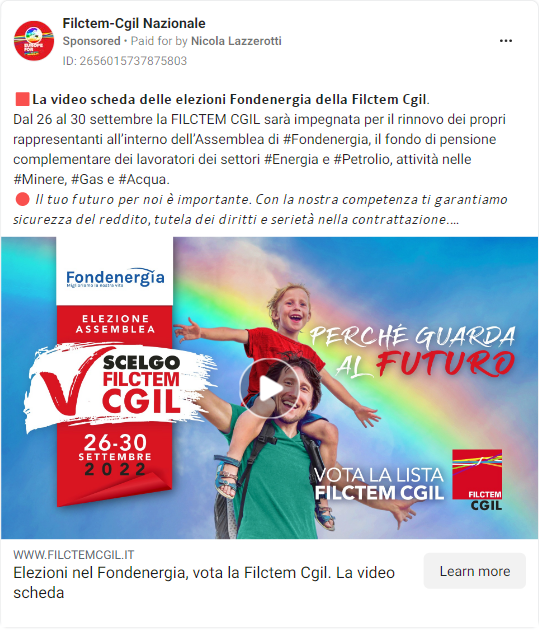 Filctem-Cgil Nazionale
Sponsored • Paid for by Nicola Lazzerotti
ID: 2656015737875803
🟥La video scheda delle elezioni Fondenergia della Filctem Cgil.
Dal 26 al 30 settembre la FILCTEM CGIL sarà impegnata per il rinnovo dei propri
rappresentanti all'interno dell'Assemblea di #Fondenergia, il fondo di pensione
complementare dei lavoratori dei settori #Energia e #Petrolio, attività nelle
#Minere, #Gas e #Acqua.
🔴 Il tuo futuro per noi è importante. Con la nostra competenza ti garantiamo
sicurezza del reddito, tutela dei diritti e serietà nella contrattazione....
Fondenergia
Miglioriamo la nostra vita
ELEZIONE
ASSEMBLEA
SCELGO
FILCTEM
CGIL
26-30
SETTEMBRE
2022
PERCHÉ GUARDA
AL FUTURO
VOTA LA LISTA
FILCTEM CGIL
FILCTEM
CGIL
WWW.FILCTEMCGIL.IT
Elezioni nel Fondenergia, vota la Filctem Cgil. La video
scheda
Learn more